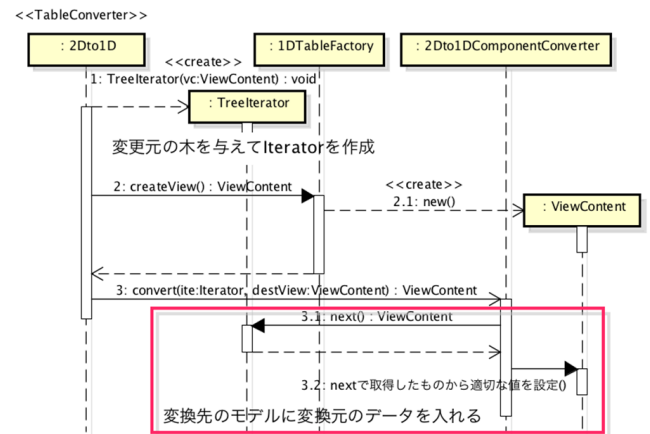 <<TableConverter>>
: 2Dto1D
: 1DTableFactory
: 2Dto1DComponentConverter
<<create>>
1: TreeIterator(vc:ViewContent) : void
: TreeIterator
変更元の木を与えてIteratorを作成
2: createView() : ViewContent
<<create>>
2.1: new()
: ViewContent
3: convert(ite:Iterator, destView:ViewContent) : ViewContent
3.1: next() : ViewContent
3.2: nextで取得したものから適切な値を設定()
変換先のモデルに変換元のデータを入れる